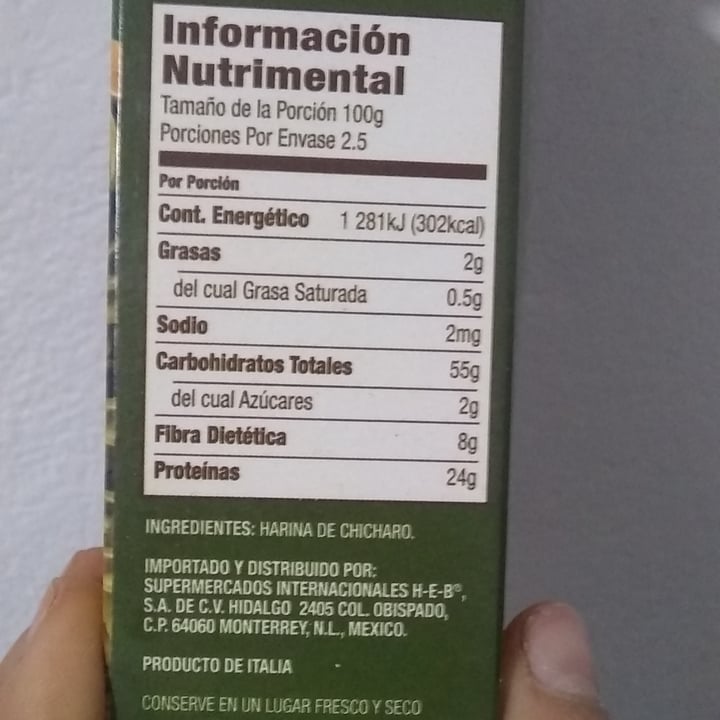 Información
Nutrimental
Tamaño de la Porción 100g
Porciones Por Envase 2.5
Por Porción
Cont. Energético 1 281kJ (302kcal)
Grasas 2g
del cual Grasa Saturada 0.5g
Sodio 2mg
Carbohidratos Totales 55g
del cual Azúcares 2g
Fibra Dietética 8g
Proteínas 24g
INGREDIENTES: HARINA DE CHICHARO.
IMPORTADO Y DISTRIBUIDO POR:
SUPERMERCADOS INTERNACIONALES H-E-B®,
S.A. DE C.V. HIDALGO 2405 COL. OBISPADO,
C.P. 64060 MONTERREY, N.L., MEXICO.
PRODUCTO DE ITALIA
CONSERVE EN UN LUGAR FRESCO Y SECO